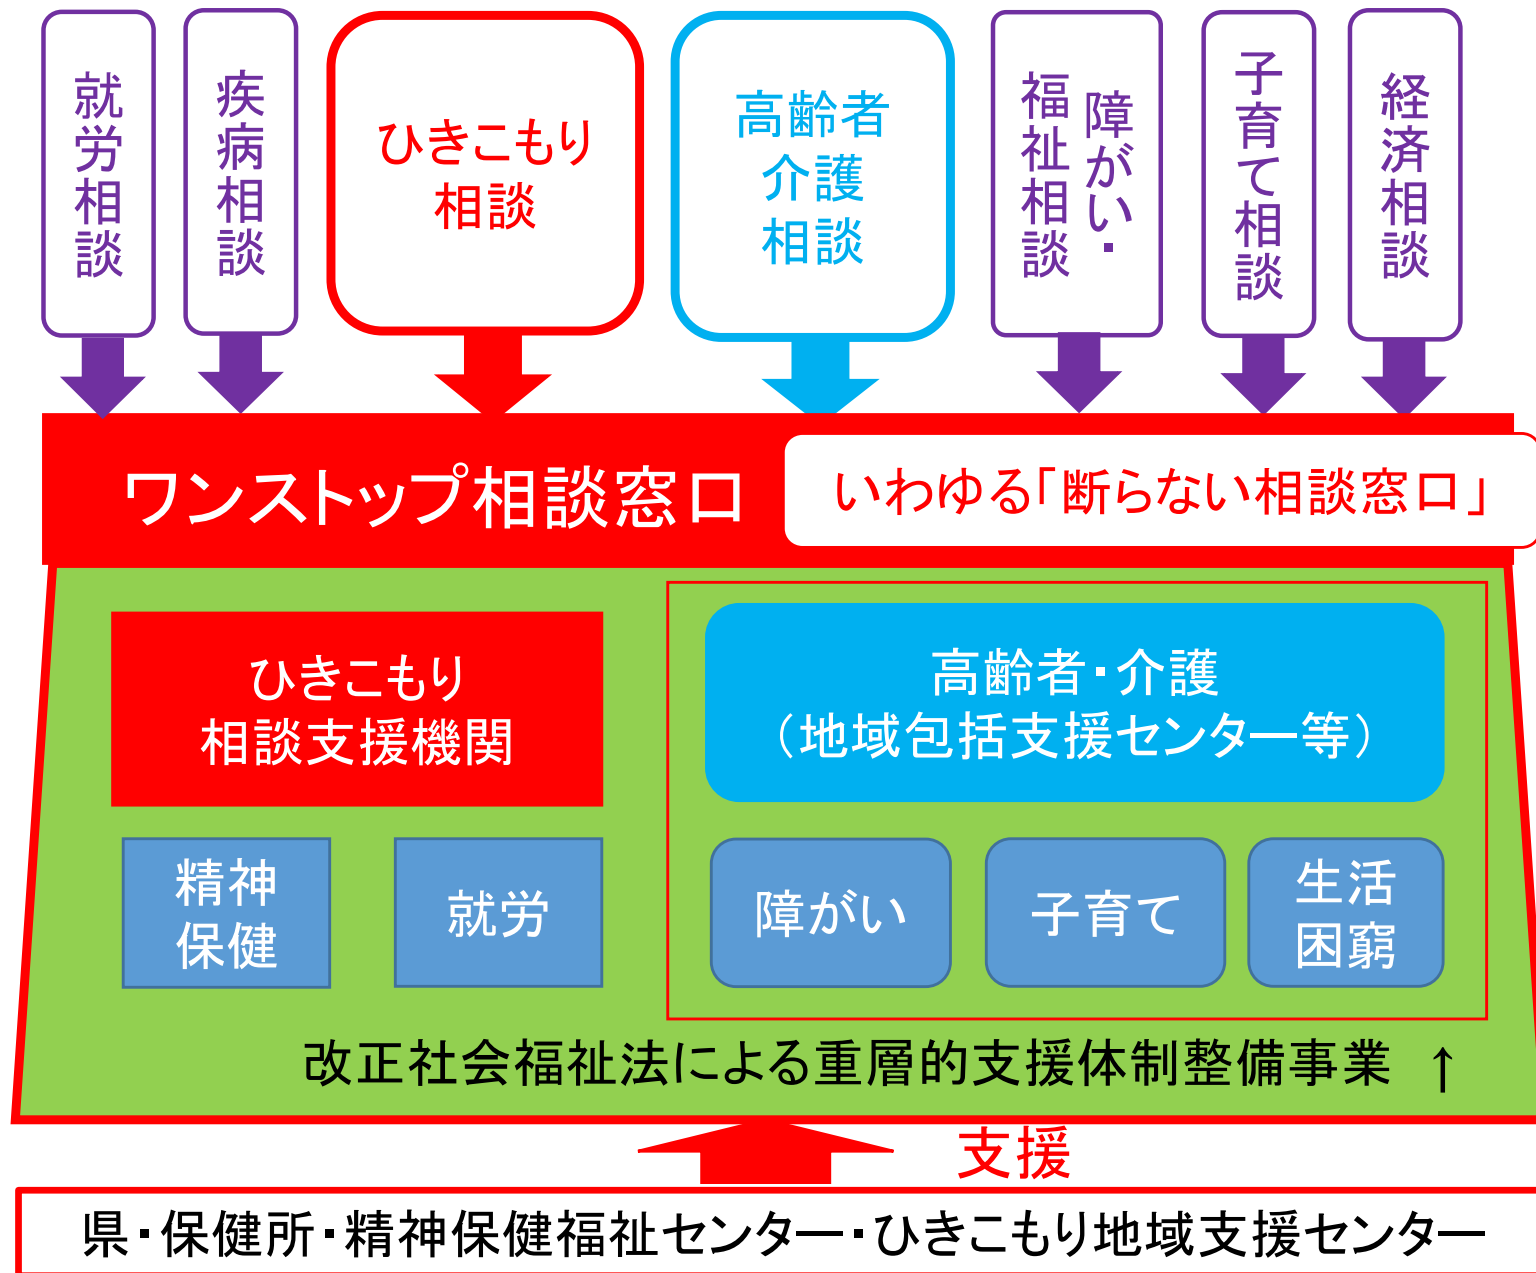 就労相談
疾病相談
ひきこもり
相談
高齢者
介護
相談
障がい・
福祉相談
子育て相談
経済相談
ワンストップ相談窓口
いわゆる「断らない相談窓口」
ひきこもり
相談支援機関
高齢者・介護
（地域包括支援センター等）
精神
保健
就労
障がい
子育て
生活
困窮
改正社会福祉法による重層的支援体制整備事業 ↑
支援
県・保健所・精神保健福祉センター・ひきこもり地域支援センター